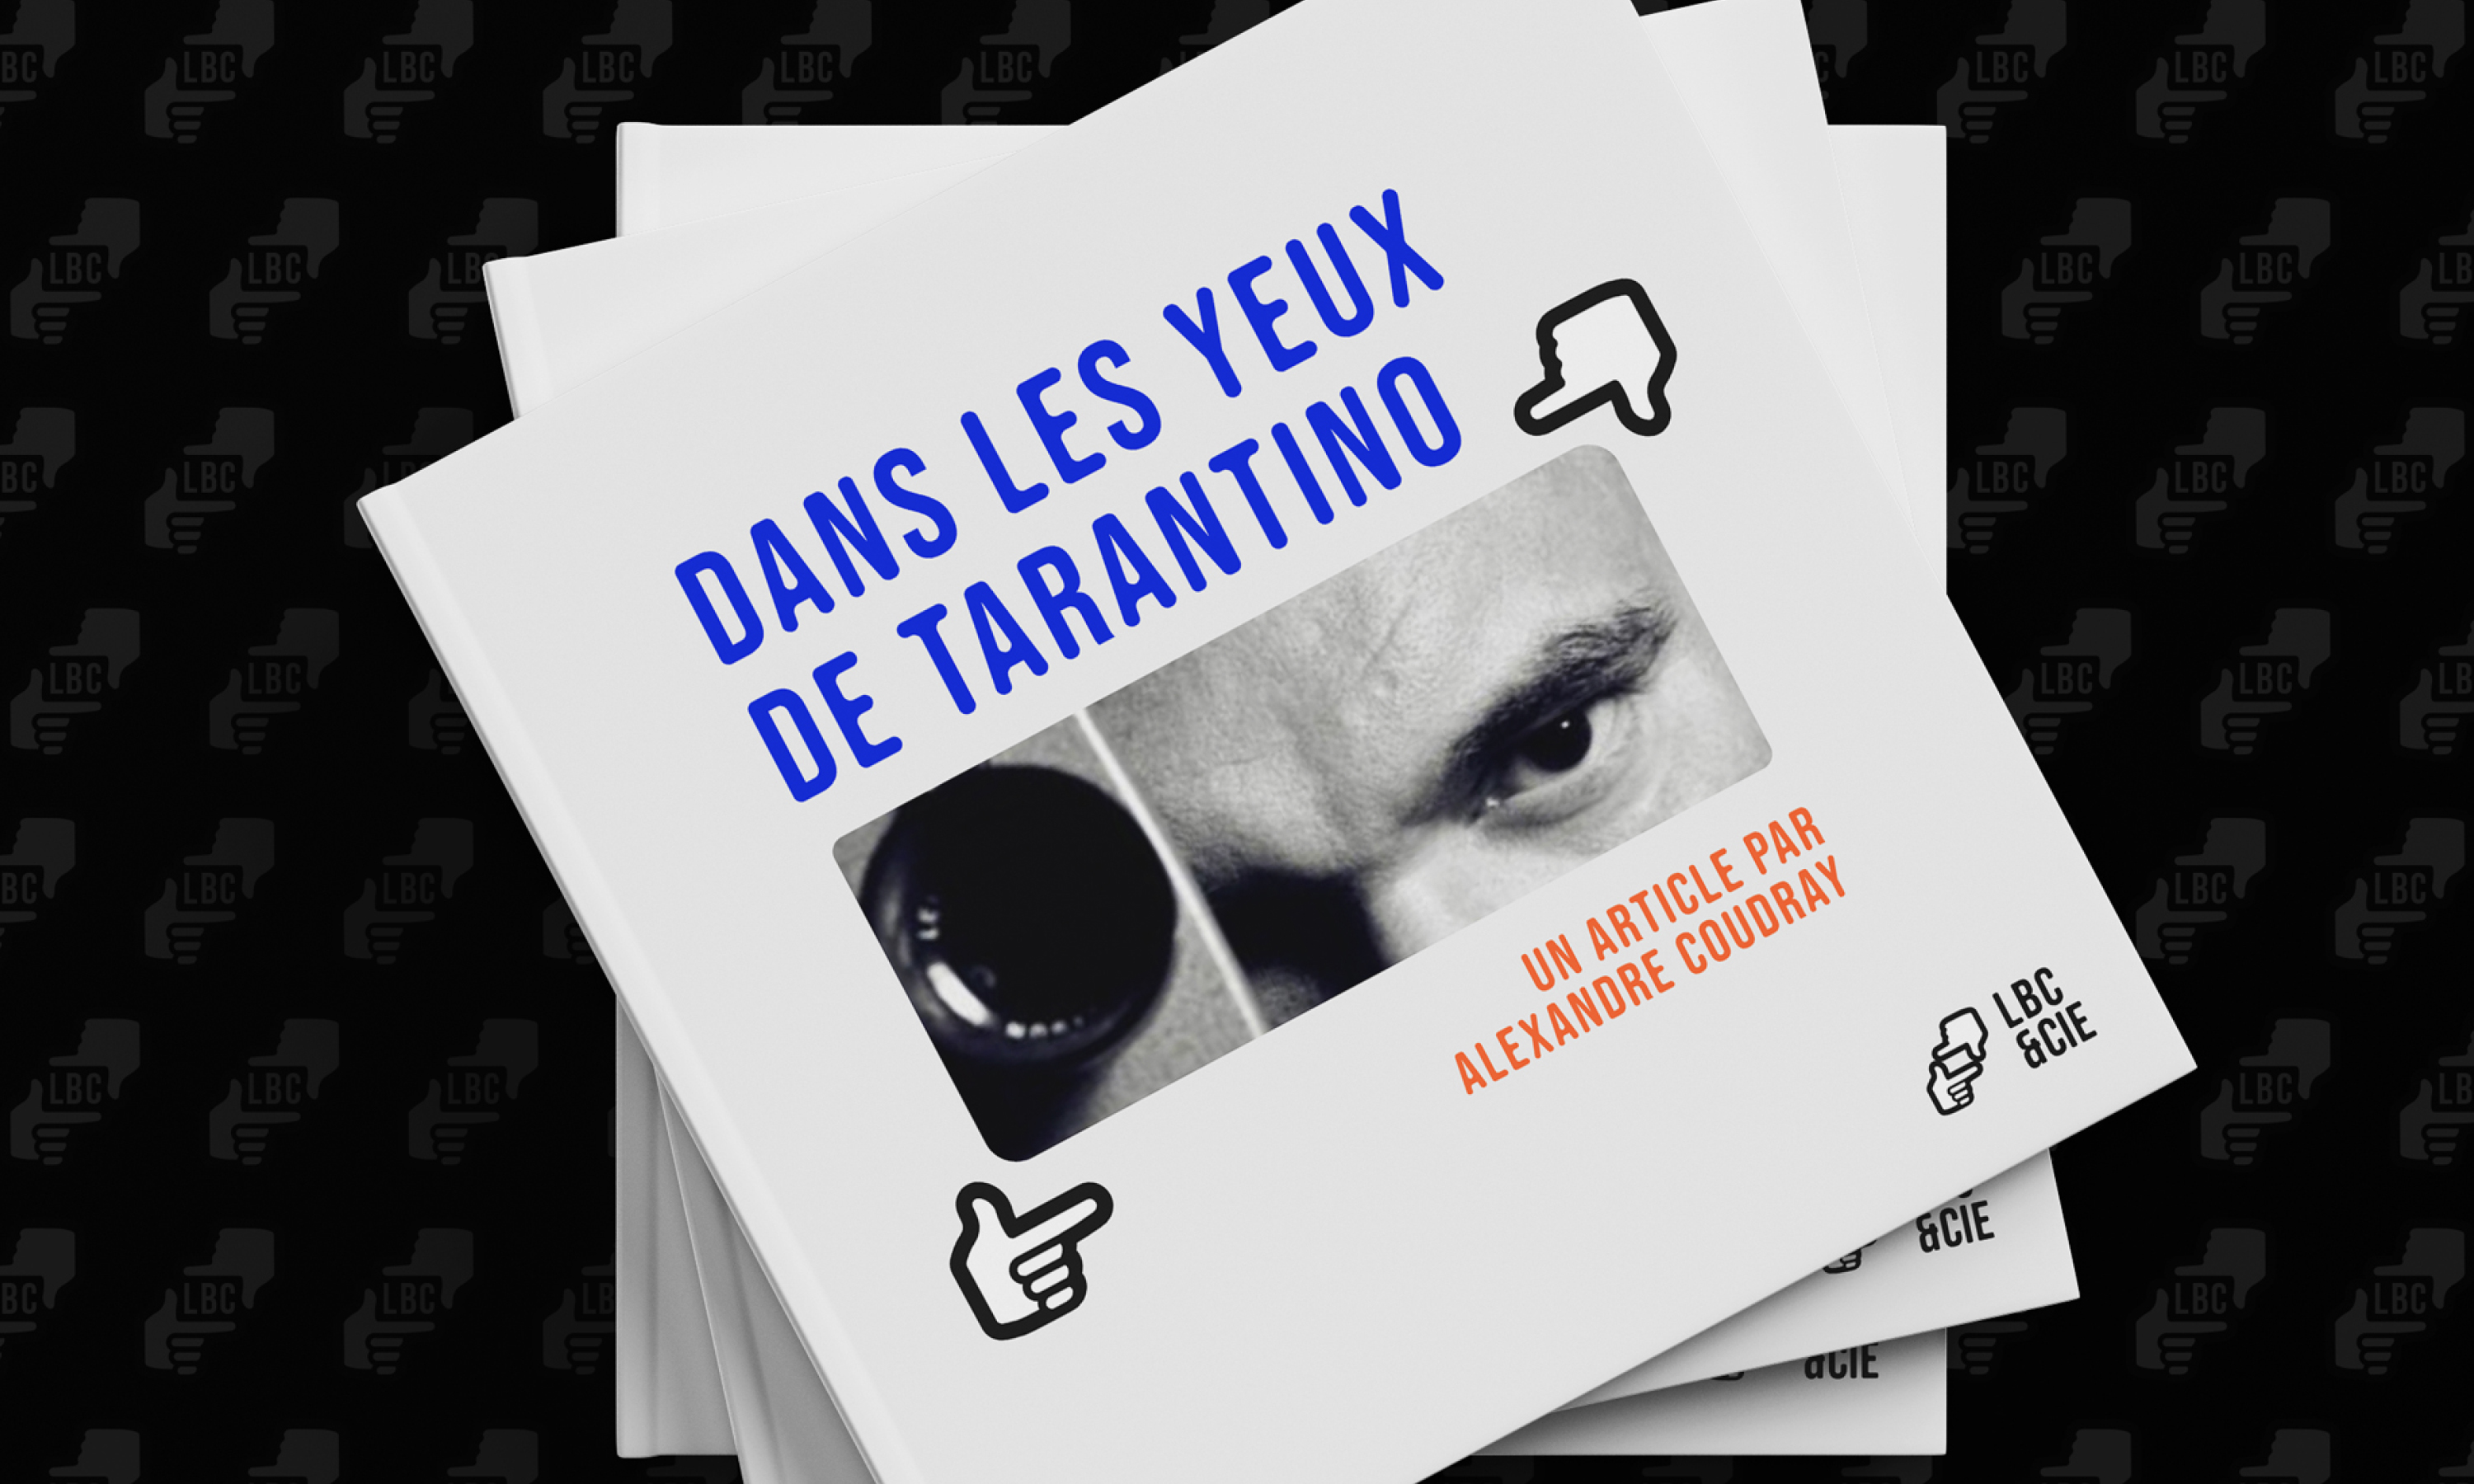 DANS LES YEUX
DE TARANTINO
UN ARTICLE PAR
ALEXANDRE COUDRAY
LBC
&CIE
&CIE
&CIE
LBC